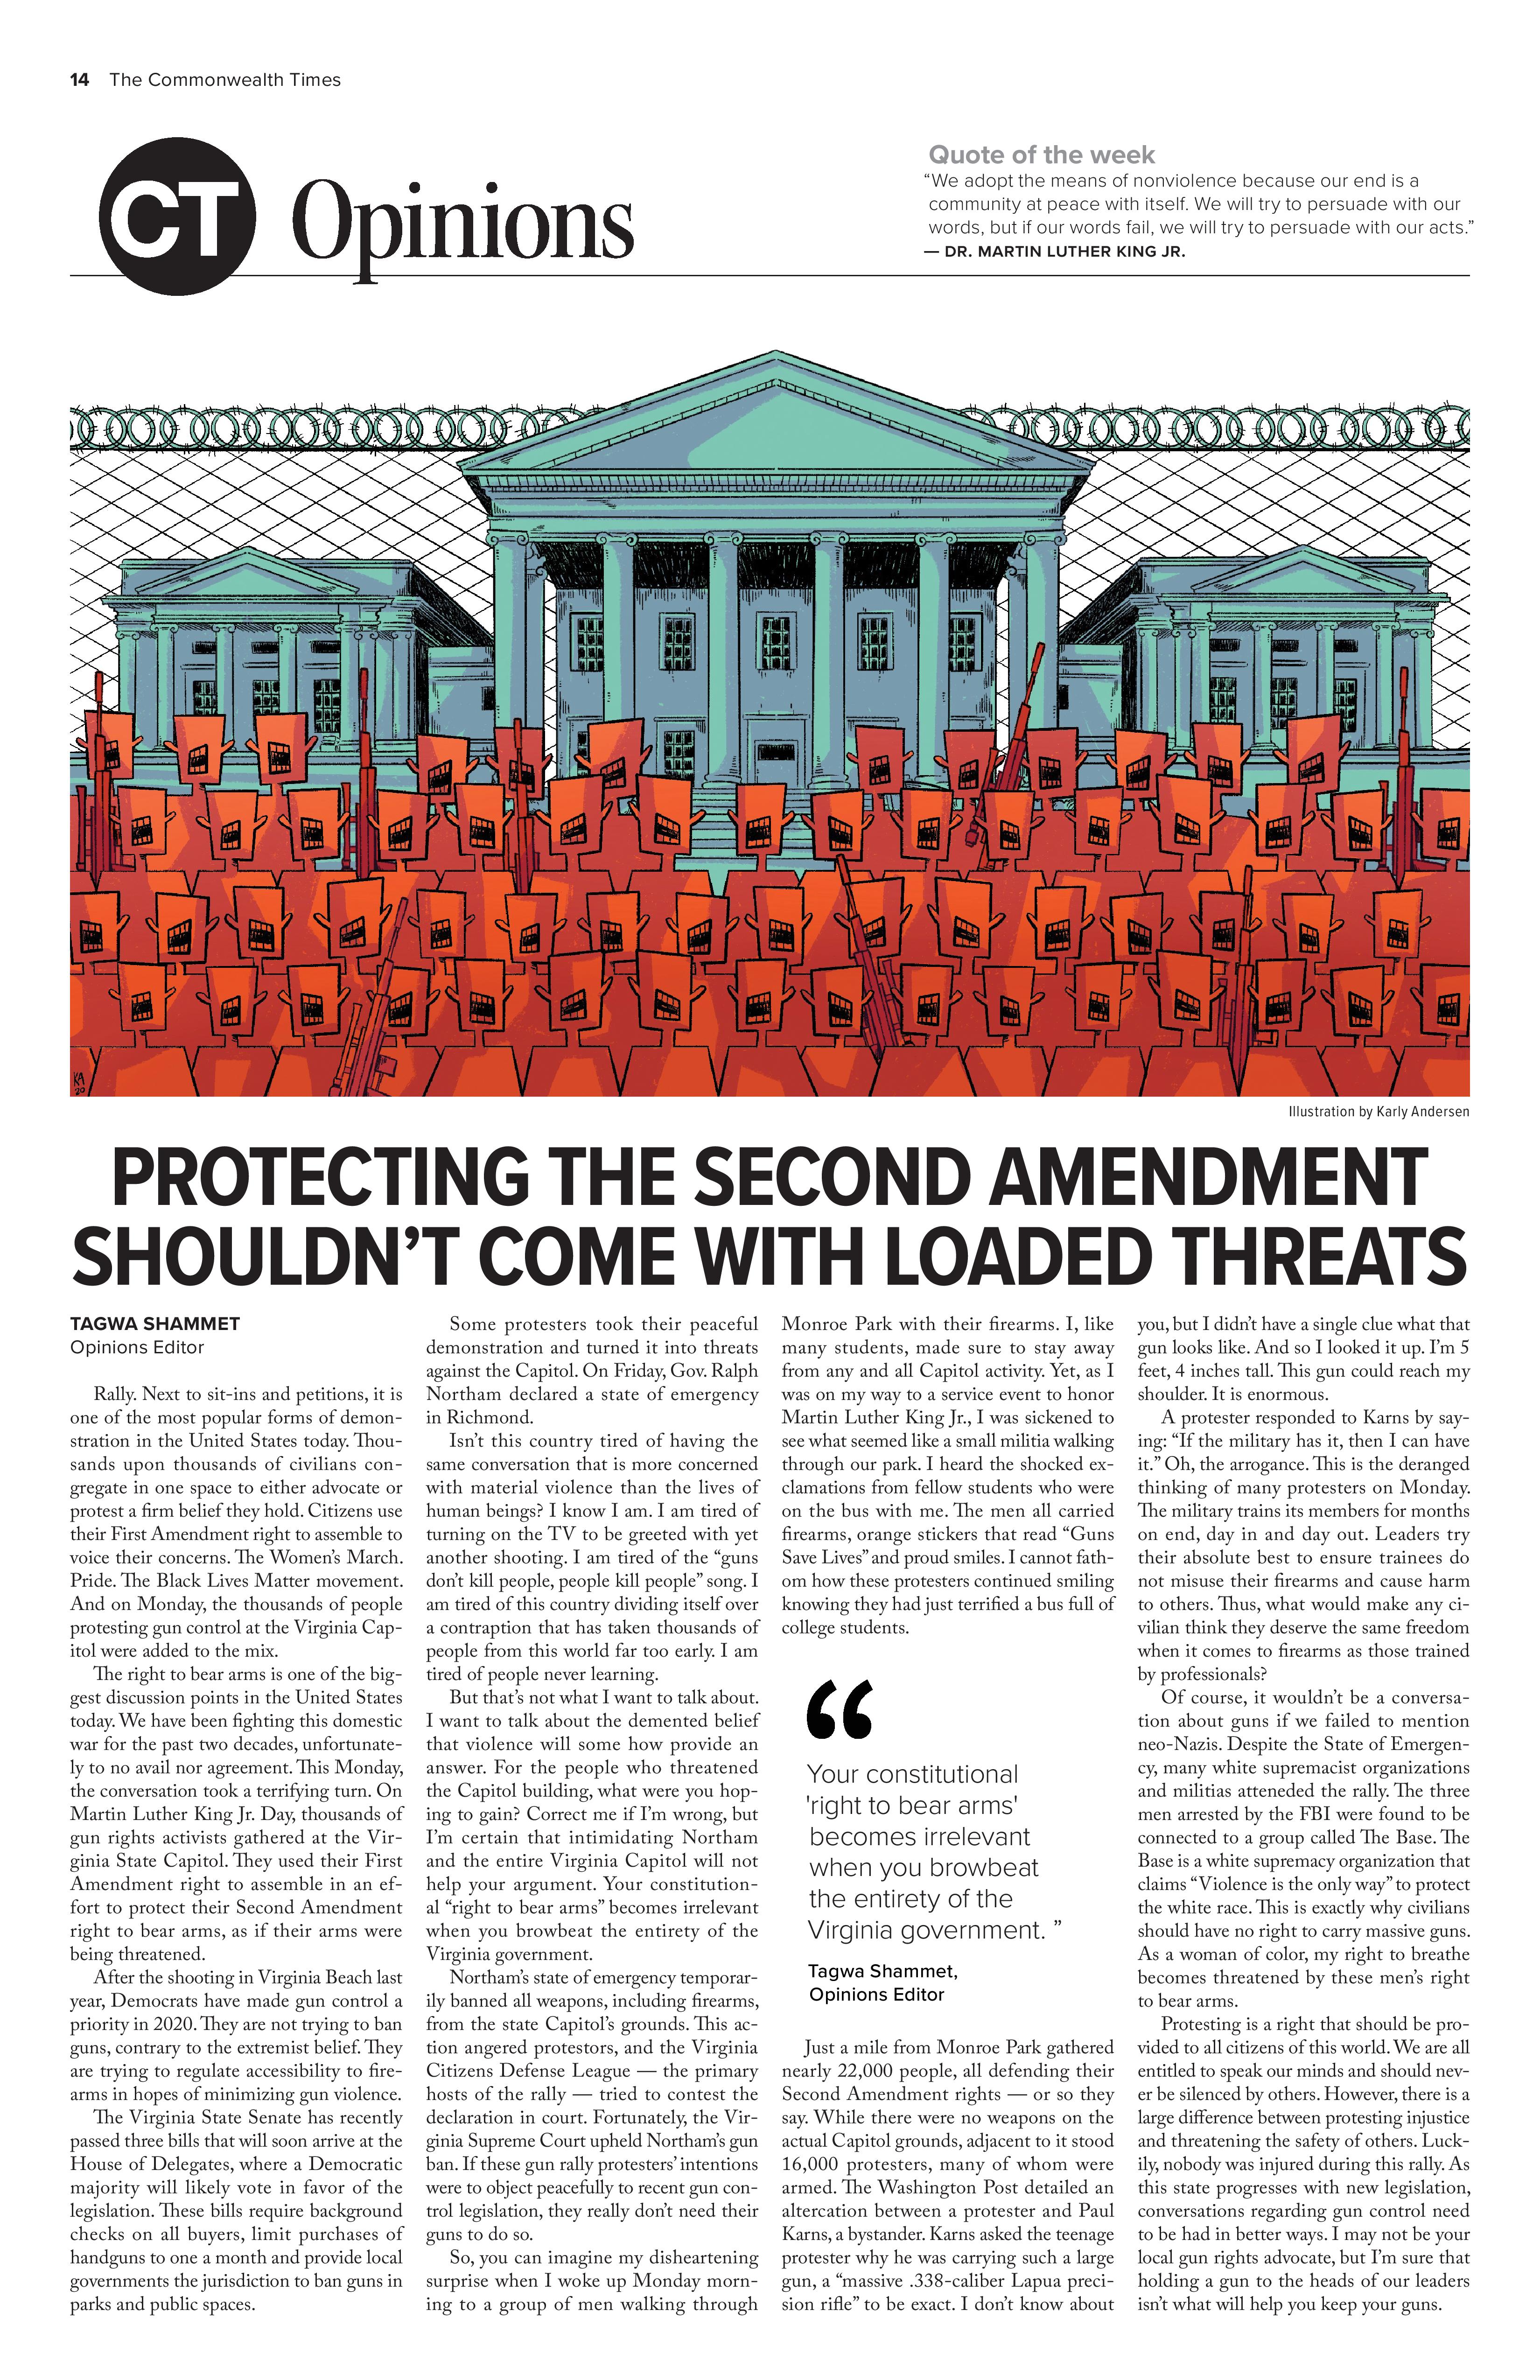 14 The Commonwealth Times
CT Opinions
Quote of the week
“We adopt the means of nonviolence because our end is a
community at peace with itself. We will try to persuade with our
words, but if our words fail, we will try to persuade with our acts.”
— DR. MARTIN LUTHER KING JR.
KA
20
Illustration by Karly Andersen
PROTECTING THE SECOND AMENDMENT
SHOULDN’T COME WITH LOADED THREATS
TAGWA SHAMMET
Opinions Editor
Rally. Next to sit-ins and petitions, it is
one of the most popular forms of demon-
stration in the United States today. Thou-
sands upon thousands of civilians con-
gregate in one space to either advocate or
protest a firm belief they hold. Citizens use
their First Amendment right to assemble to
voice their concerns. The Women’s March.
Pride. The Black Lives Matter movement.
And on Monday, the thousands of people
protesting gun control at the Virginia Cap-
itol were added to the mix.
The right to bear arms is one of the big-
gest discussion points in the United States
today. We have been fighting this domestic
war for the past two decades, unfortunate-
ly to no avail nor agreement. This Monday,
the conversation took a terrifying turn. On
Martin Luther King Jr. Day, thousands of
gun rights activists gathered at the Vir-
ginia State Capitol. They used their First
Amendment right to assemble in an ef-
fort to protect their Second Amendment
right to bear arms, as if their arms were
being threatened.
After the shooting in Virginia Beach last
year, Democrats have made gun control a
priority in 2020. They are not trying to ban
guns, contrary to the extremist belief. They
are trying to regulate accessibility to fire-
arms in hopes of minimizing gun violence.
The Virginia State Senate has recently
passed three bills that will soon arrive at the
House of Delegates, where a Democratic
majority will likely vote in favor of the
legislation. These bills require background
checks on all buyers, limit purchases of
handguns to one a month and provide local
governments the jurisdiction to ban guns in
parks and public spaces.
Some protesters took their peaceful
demonstration and turned it into threats
against the Capitol. On Friday, Gov. Ralph
Northam declared a state of emergency
in Richmond.
Isn’t this country tired of having the
same conversation that is more concerned
with material violence than the lives of
human beings? I know I am. I am tired of
turning on the TV to be greeted with yet
another shooting. I am tired of the “guns
don’t kill people, people kill people” song. I
am tired of this country dividing itself over
a contraption that has taken thousands of
people from this world far too early. I am
tired of people never learning.
But that’s not what I want to talk about.
I want to talk about the demented belief
that violence will some how provide an
answer. For the people who threatened
the Capitol building, what were you hop-
ing to gain? Correct me if I’m wrong, but
I’m certain that intimidating Northam
and the entire Virginia Capitol will not
help your argument. Your constitution-
al “right to bear arms” becomes irrelevant
when you browbeat the entirety of the
Virginia government.
Northam’s state of emergency temporar-
ily banned all weapons, including firearms,
from the state Capitol’s grounds. This ac-
tion angered protestors, and the Virginia
Citizens Defense League — the primary
hosts of the rally — tried to contest the
declaration in court. Fortunately, the Vir-
ginia Supreme Court upheld Northam’s gun
ban. If these gun rally protesters’ intentions
were to object peacefully to recent gun con-
trol legislation, they really don’t need their
guns to do so.
So, you can imagine my disheartening
surprise when I woke up Monday morn-
ing to a group of men walking through
Monroe Park with their firearms. I, like
many students, made sure to stay away
from any and all Capitol activity. Yet, as I
was on my way to a service event to honor
Martin Luther King Jr., I was sickened to
see what seemed like a small militia walking
through our park. I heard the shocked ex-
clamations from fellow students who were
on the bus with me. The men all carried
firearms, orange stickers that read “Guns
Save Lives” and proud smiles. I cannot fath-
om how these protesters continued smiling
knowing they had just terrified a bus full of
college students.
“
Your constitutional
'right to bear arms'
becomes irrelevant
when you browbeat
the entirety of the
Virginia government. ”
Tagwa Shammet,
Opinions Editor
Just a mile from Monroe Park gathered
nearly 22,000 people, all defending their
Second Amendment rights — or so they
say. While there were no weapons on the
actual Capitol grounds, adjacent to it stood
16,000 protesters, many of whom were
armed. The Washington Post detailed an
altercation between a protester and Paul
Karns, a bystander. Karns asked the teenage
protester why he was carrying such a large
gun, a “massive .338-caliber Lapua preci-
sion rifle” to be exact. I don’t know about
you, but I didn’t have a single clue what that
gun looks like. And so I looked it up. I’m 5
feet, 4 inches tall. This gun could reach my
shoulder. It is enormous.
A protester responded to Karns by say-
ing: “If the military has it, then I can have
it.” Oh, the arrogance. This is the deranged
thinking of many protesters on Monday.
The military trains its members for months
on end, day in and day out. Leaders try
their absolute best to ensure trainees do
not misuse their firearms and cause harm
to others. Thus, what would make any ci-
vilian think they deserve the same freedom
when it comes to firearms as those trained
by professionals?
Of course, it wouldn’t be a conversa-
tion about guns if we failed to mention
neo-Nazis. Despite the State of Emergen-
cy, many white supremacist organizations
and militias atteneded the rally. The three
men arrested by the FBI were found to be
connected to a group called The Base. The
Base is a white supremacy organization that
claims “Violence is the only way” to protect
the white race. This is exactly why civilians
should have no right to carry massive guns.
As a woman of color, my right to breathe
becomes threatened by these men’s right
to bear arms.
Protesting is a right that should be pro-
vided to all citizens of this world. We are all
entitled to speak our minds and should nev-
er be silenced by others. However, there is a
large difference between protesting injustice
and threatening the safety of others. Luck-
ily, nobody was injured during this rally. As
this state progresses with new legislation,
conversations regarding gun control need
to be had in better ways. I may not be your
local gun rights advocate, but I’m sure that
holding a gun to the heads of our leaders
isn’t what will help you keep your guns.